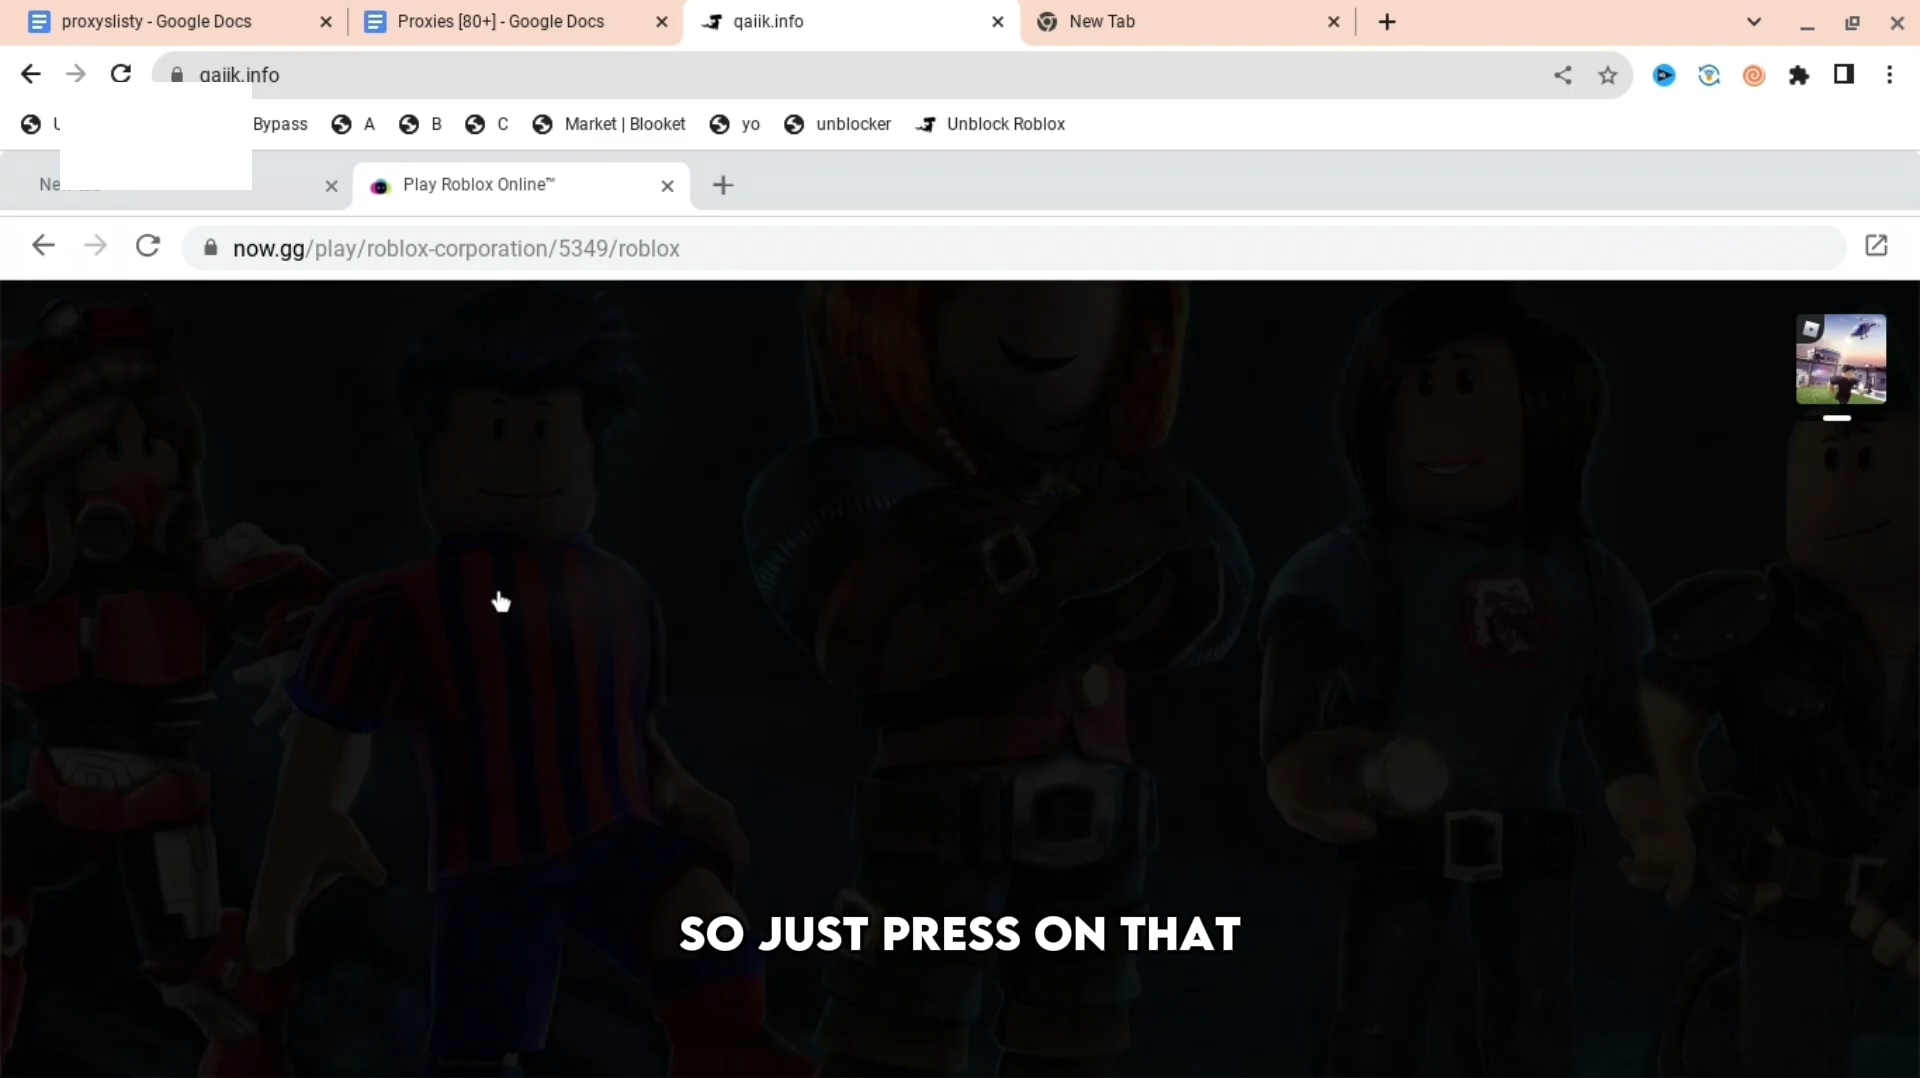 proxyslisty - Google Docs
Proxies [80+] - Google Docs
qaiik.info
New Tab
qaiik.info
Bypass
A
B
C
Market | Blooket
yo
unblocker
Unblock Roblox
Play Roblox Online™
now.gg/play/roblox-corporation/5349/roblox
SO JUST PRESS ON THAT